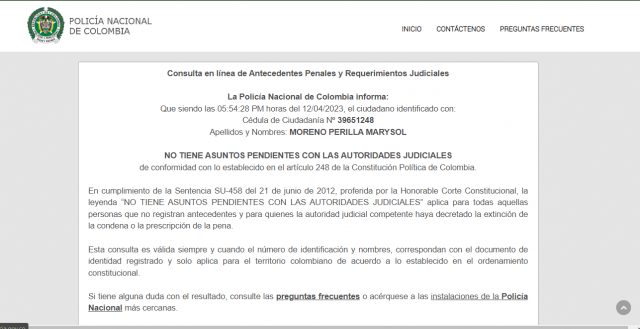 POLICÍA NACIONAL
DE COLOMBIA
INICIO CONTÁCTENOS PREGUNTAS FRECUENTES
Consulta en línea de Antecedentes Penales y Requerimientos Judiciales
La Policía Nacional de Colombia informa:
Que siendo las 05:54:28 PM horas del 12/04/2023, el ciudadano identificado con:
Cédula de Ciudadanía Nº 39651248
Apellidos y Nombres: MORENO PERILLA MARYSOL
NO TIENE ASUNTOS PENDIENTES CON LAS AUTORIDADES JUDICIALES
de conformidad con lo establecido en el artículo 248 de la Constitución Política de Colombia.
En cumplimiento de la Sentencia SU-458 del 21 de junio de 2012, proferida por la Honorable Corte Constitucional, la
leyenda "NO TIENE ASUNTOS PENDIENTES CON LAS AUTORIDADES JUDICIALES" aplica para todas aquellas
personas que no registran antecedentes y para quienes la autoridad judicial competente haya decretado la extinción de
la condena o la prescripción de la pena.
Esta consulta es válida siempre y cuando el número de identificación y nombres, correspondan con el documento de
identidad registrado y solo aplica para el territorio colombiano de acuerdo a lo establecido en el ordenamiento
constitucional.
Si tiene alguna duda con el resultado, consulte las preguntas frecuentes o acérquese a las instalaciones de la Policía
Nacional más cercanas.